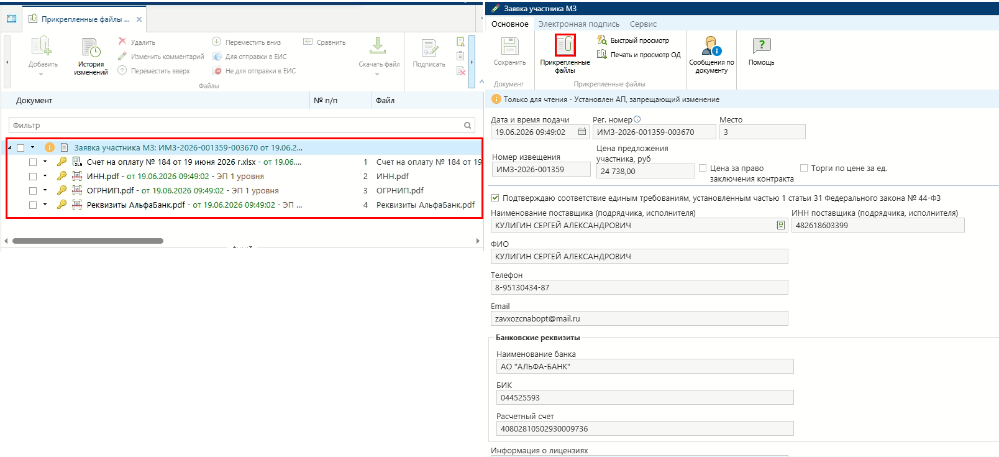 Прикрепленные файлы ...
Добавить
История
изменений
Удалить
Изменить комментарий
Переместить вверх
Переместить вниз
Для отправки в ЕИС
Не для отправки в ЕИС
Сравнить
Скачать файл
Подписать
Файлы
Документ
№ п/п
Файл
Фильтр
Заявка участника МЗ: ИМЗ-2026-001359-003670 от 19.06.2...
Счет на оплату № 184 от 19 июня 2026 г.xlsx - от 19.06.... 1 Счет на оплату № 184 от 19
ИНН.pdf - от 19.06.2026 09:49:02 - ЭП 1 уровня 2 ИНН.pdf
ОГРНИП.pdf - от 19.06.2026 09:49:02 - ЭП 1 уровня 3 ОГРНИП.pdf
Реквизиты АльфаБанк.pdf - от 19.06.2026 09:49:02 - ЭП ... 4 Реквизиты АльфаБанк.pdf
Заявка участника МЗ
Основное Электронная подпись Сервис
Сохранить
Документ
Прикрепленные
файлы
Быстрый просмотр
Печать и просмотр ОД
Прикрепленные файлы
Сообщения по
документу
Помощь
Только для чтения - Установлен АП, запрещающий изменение
Дата и время подачи Рег. номер Место
19.06.2026 09:49:02 ИМЗ-2026-001359-003670 3
Номер извещения
ИМЗ-2026-001359
Цена предложения
участника, руб
24 738,00
Цена за право
заключения контракта
Торги по цене за ед.
Подтверждаю соответствие единым требованиям, установленным частью 1 статьи 31 Федерального закона № 44-ФЗ
Наименование поставщика (подрядчика, исполнителя) ИНН поставщика (подрядчика, исполнителя)
КУЛИГИН СЕРГЕЙ АЛЕКСАНДРОВИЧ 482618603399
ФИО
КУЛИГИН СЕРГЕЙ АЛЕКСАНДРОВИЧ
Телефон
8-95130434-87
Email
zavxozcnabopt@mail.ru
Банковские реквизиты
Наименование банка
АО "АЛЬФА-БАНК"
БИК
044525593
Расчетный счет
40802810502930009736
Информация о лицензиях